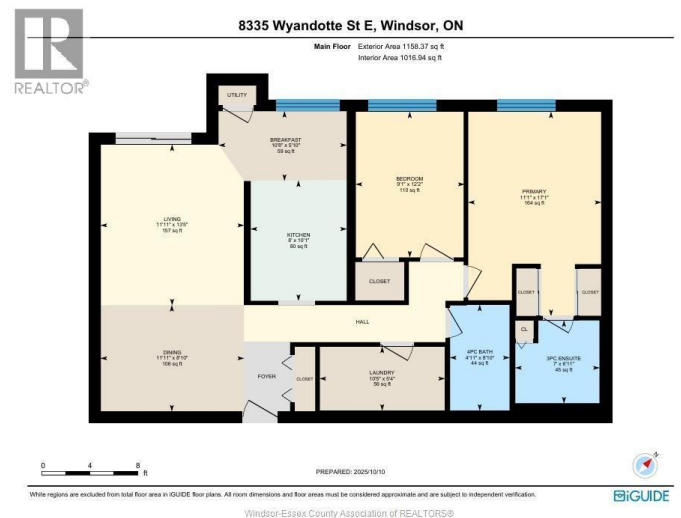 8335 Wyandotte St E, Windsor, ON
Main Floor Exterior Area 1158.37 sq ft
Interior Area 1016.94 sq ft
REALTOR®
UTILITY
BREAKFAST
10'8" x 5'10"
59 sq ft
BEDROOM
9'1" x 12'2"
110 sq ft
PRIMARY
11'1" x 17'1"
164 sq ft
LIVING
11'11" x 13'5"
157 sq ft
KITCHEN
8' x 10'1"
80 sq ft
CLOSET
CLOSET
CLOSET
HALL
CL
DINING
11'11" x 8'10"
106 sq ft
FOYER
CLOSET
LAUNDRY
10'5" x 5'4"
56 sq ft
4PC BATH
4'11" x 8'10"
44 sq ft
3PC ENSUITE
7' x 6'11"
45 sq ft
0 4 8
ft
PREPARED: 2025/10/10
N
White regions are excluded from total floor area in iGUIDE floor plans. All room dimensions and floor areas must be considered approximate and are subject to independent verification.
iGUIDE
Windsor-Essex County Association of REALTORS®